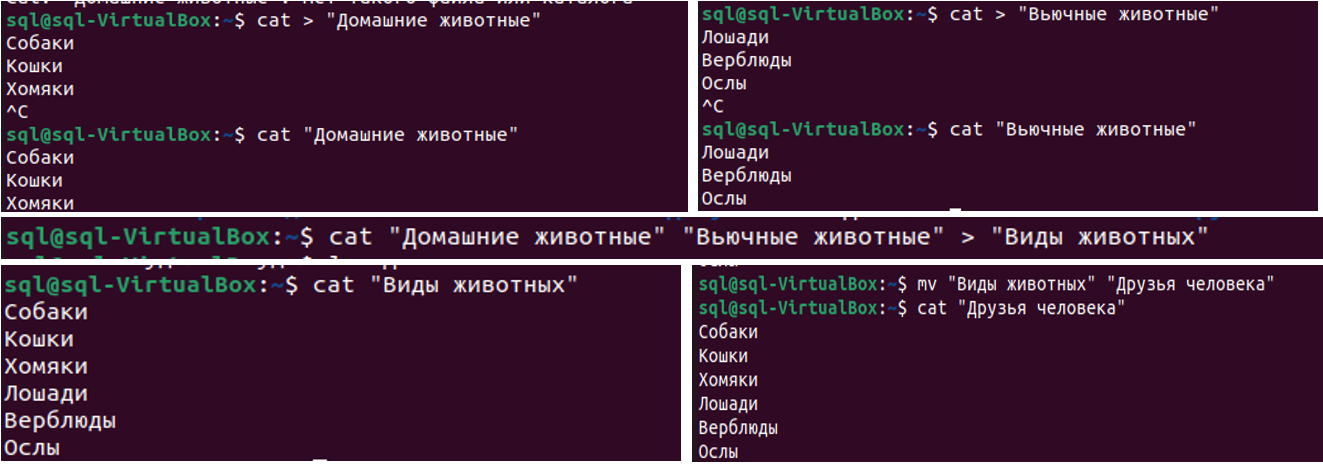 sql@sql-VirtualBox:~$ cat > "Домашние животные"
Собаки
Кошки
Хомяки
^C
sql@sql-VirtualBox:~$ cat "Домашние животные"
Собаки
Кошки
Хомяки
sql@sql-VirtualBox:~$ cat > "Вьючные животные"
Лошади
Верблюды
Ослы
^C
sql@sql-VirtualBox:~$ cat "Вьючные животные"
Лошади
Верблюды
Ослы
sql@sql-VirtualBox:~$ cat "Домашние животные" "Вьючные животные" > "Виды животных"
sql@sql-VirtualBox:~$ cat "Виды животных"
Собаки
Кошки
Хомяки
Лошади
Верблюды
Ослы
sql@sql-VirtualBox:~$ mv "Виды животных" "Друзья человека"
sql@sql-VirtualBox:~$ cat "Друзья человека"
Собаки
Кошки
Хомяки
Лошади
Верблюды
Ослы